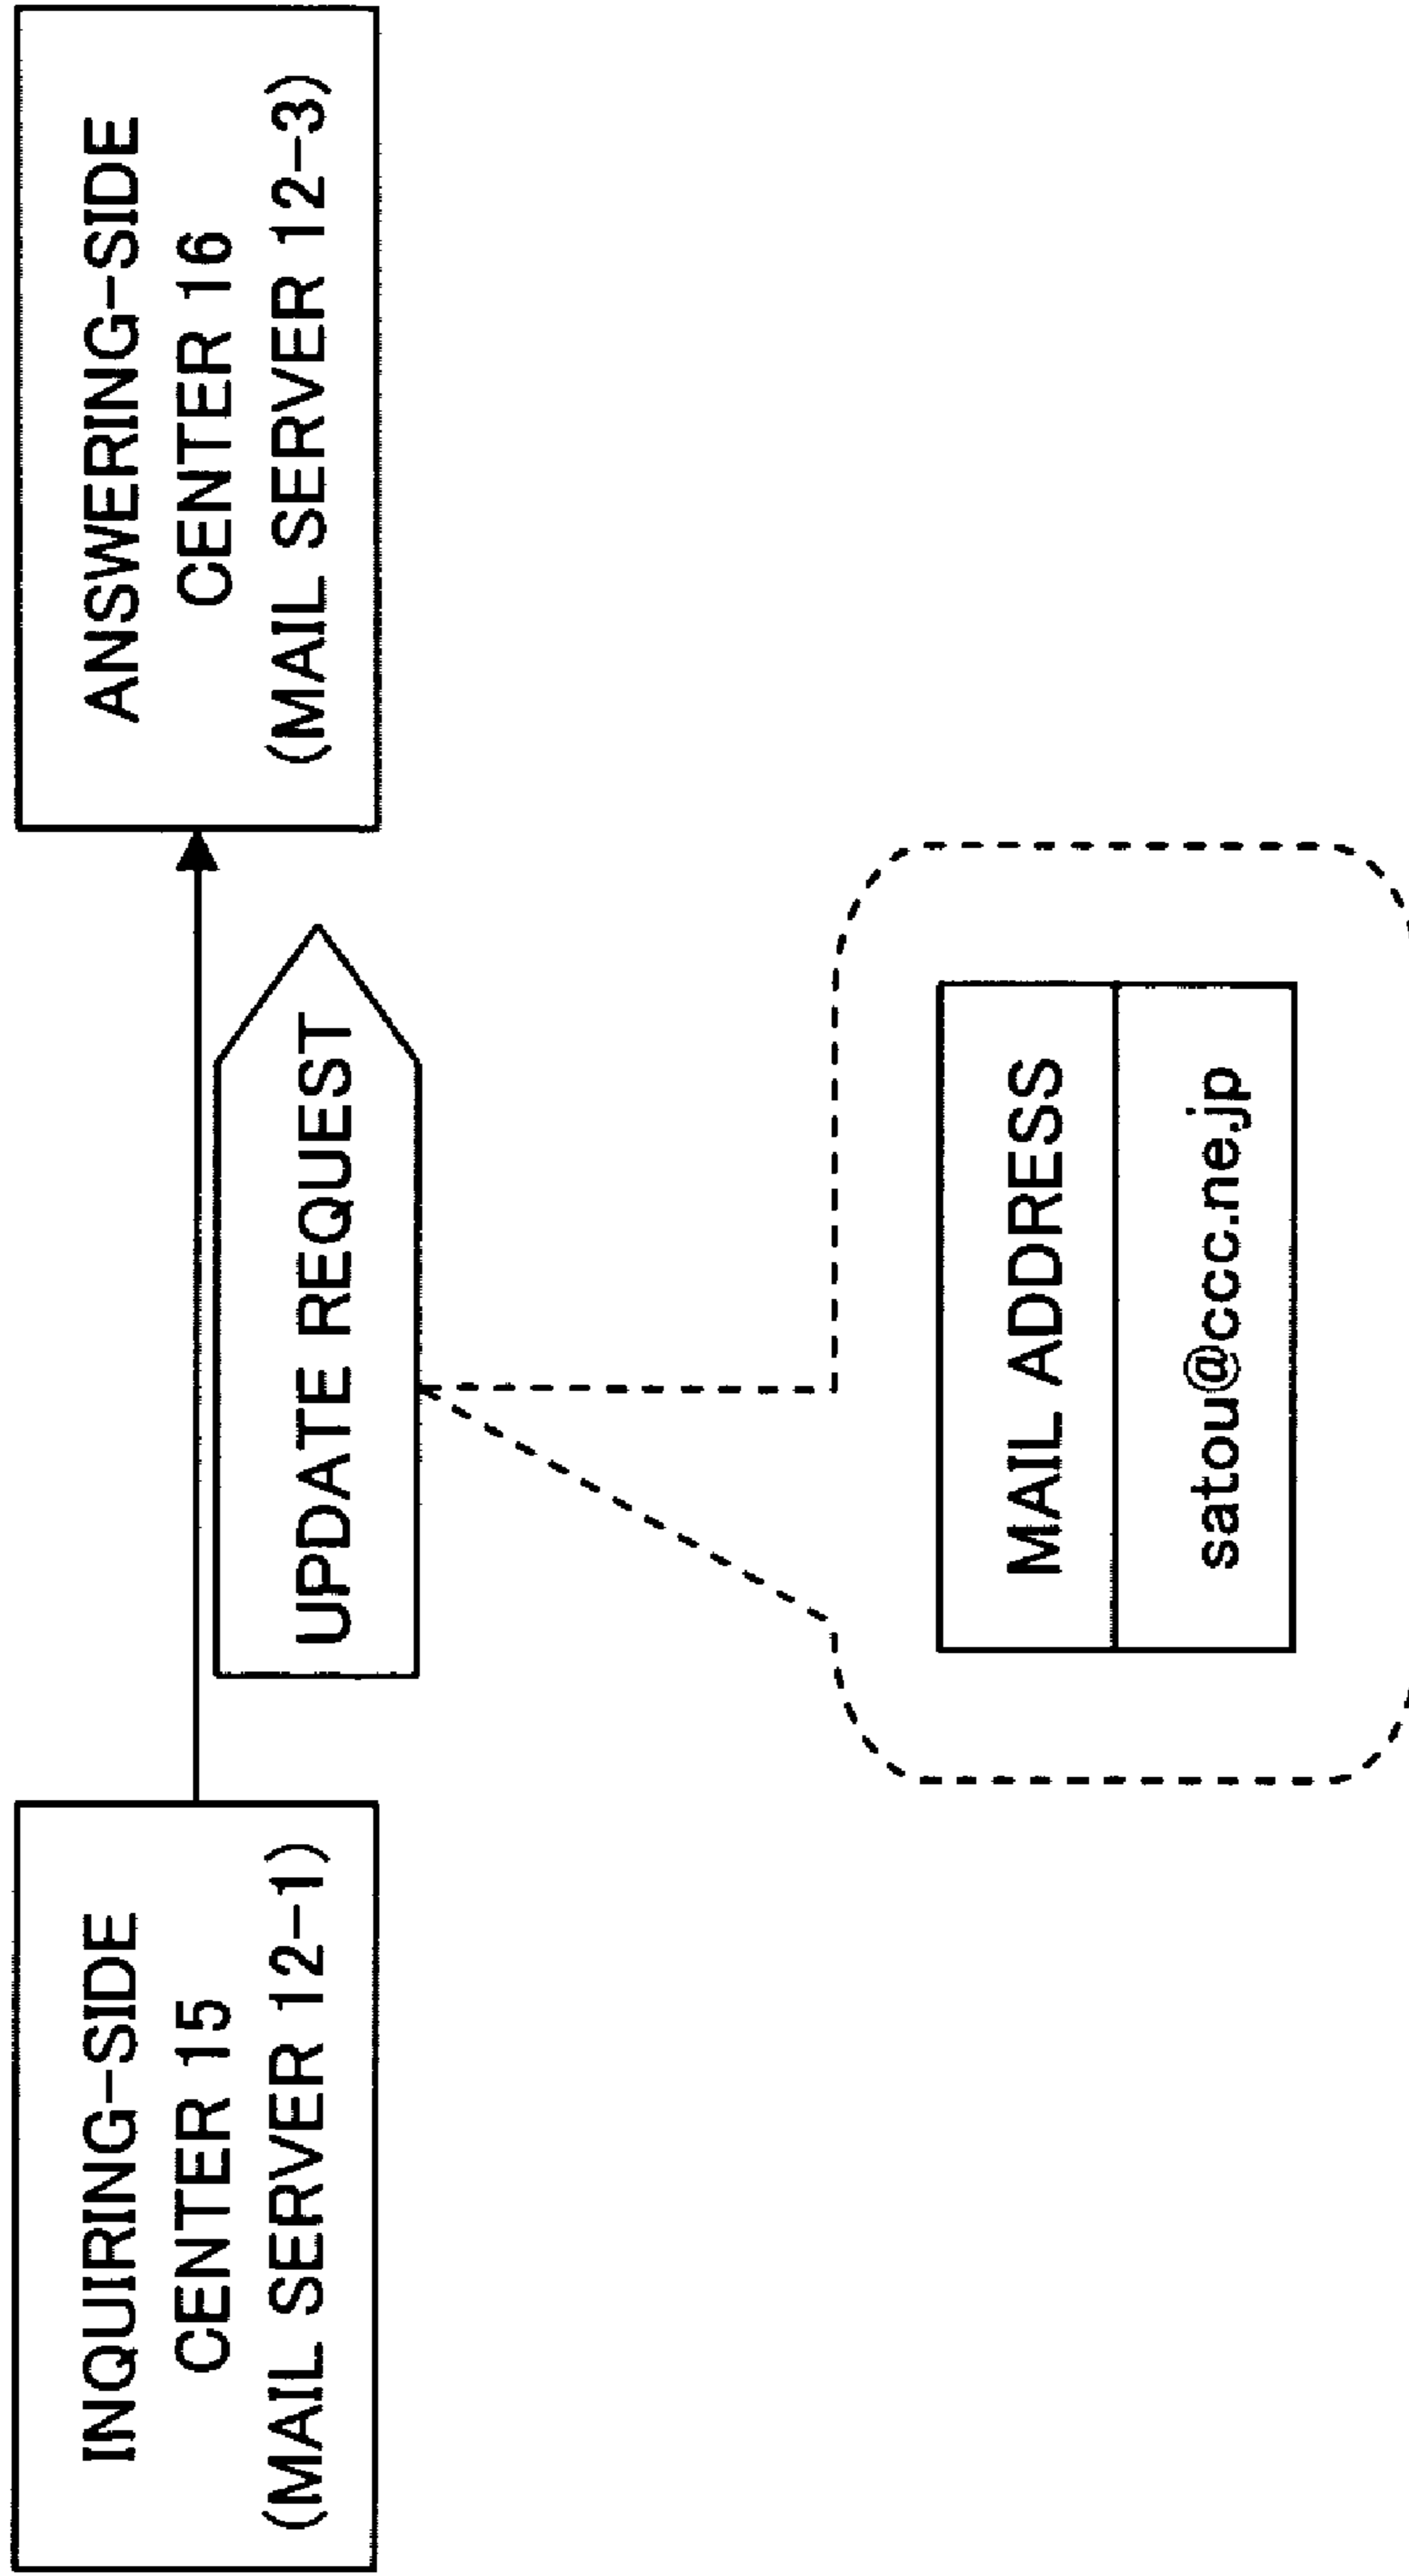 INQUIRING-SIDE
CENTER 15
(MAIL SERVER 12-1)
UPDATE REQUEST
ANSWERING-SIDE
CENTER 16
(MAIL SERVER 12-3)
MAIL ADDRESS
satou@ccc.ne.jp